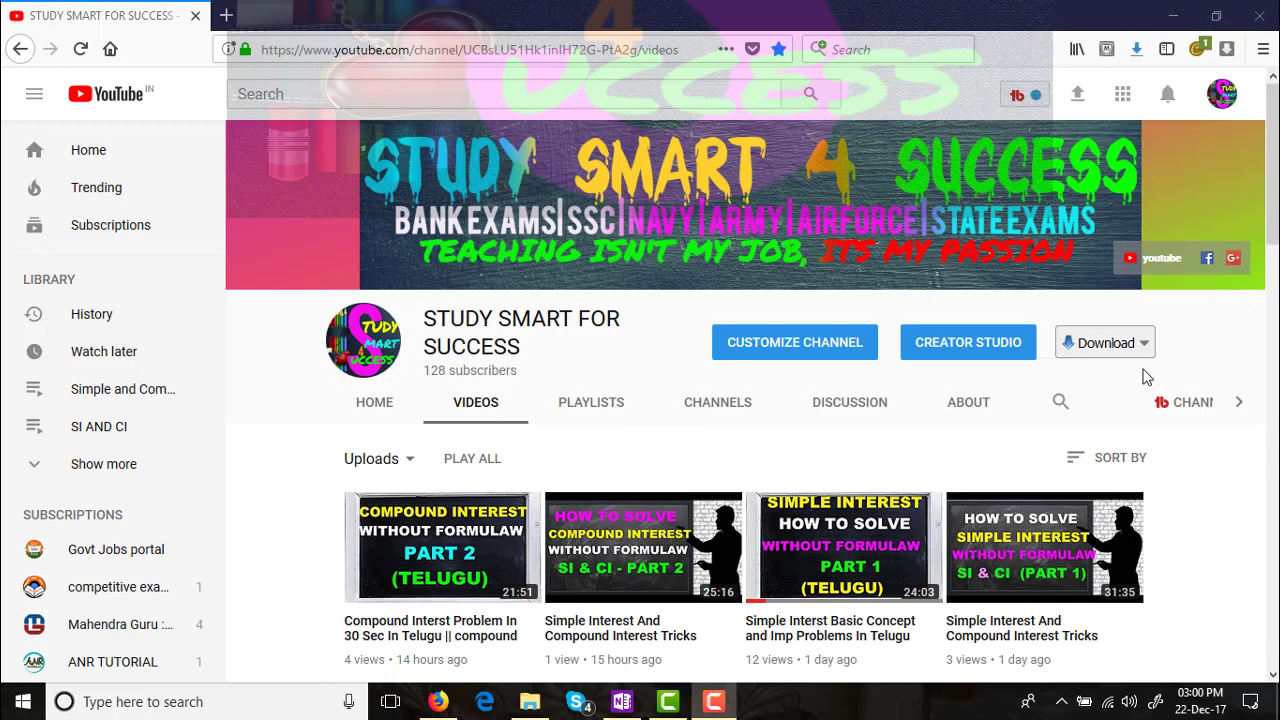 STUDY SMART FOR SUCCESS -
https://www.youtube.com/channel/UCBsLU51Hk1inIH72G-PtA2g/videos
Search
1
YouTube IN
Search
Home
Trending
Subscriptions
LIBRARY
History
Watch later
Simple and Com...
SI AND CI
Show more
SUBSCRIPTIONS
Govt Jobs portal
competitive exa...
1
Mahendra Guru :...
4
ANR TUTORIAL
1
4
UCCESS
STUDY SMART 4 SUCCESS
BANK EXAMS|SSC|NAVY|ARMY|AIRFORCE|STATE EXAMS
TEACHING ISN'T MY JOB, ITS MY PASSION
youtube
STUDY SMART FOR
SUCCESS
128 subscribers
CUSTOMIZE CHANNEL
CREATOR STUDIO
Download
HOME
VIDEOS
PLAYLISTS
CHANNELS
DISCUSSION
ABOUT
CHANN
Uploads
PLAY ALL
SORT BY
COMPOUND INTEREST
WITHOUT FORMULAW
PART 2
(TELUGU)
21:51
Compound Interst Problem In
30 Sec In Telugu || compound
4 views • 14 hours ago
HOW TO SOLVE
COMPOUND INTEREST
WITHOUT FORMULAW
SI & CI - PART 2
25:16
Simple Interest And
Compound Interest Tricks
1 view • 15 hours ago
SIMPLE INTEREST
HOW TO SOLVE
WITHOUT FORMULAW
PART 1
(TELUGU)
24:03
Simple Interst Basic Concept
and Imp Problems In Telugu
12 views • 1 day ago
HOW TO SOLVE
SIMPLE INTEREST
WITHOUT FORMULAW
SI & CI (PART 1)
31:35
Simple Interest And
Compound Interest Tricks
3 views • 1 day ago
Type here to search
4
03:00 PM
22-Dec-17